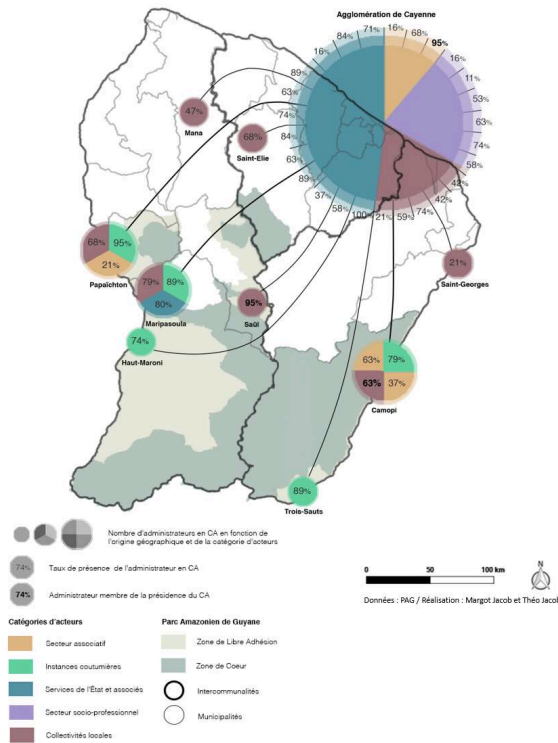 Agglomération de Cayenne
71%
16%
84%
68%
16%
95%
89%
16%
63%
11%
74%
53%
84%
63%
63%
74%
89%
58%
37%
42%
58%
42%
100%
21%
59%
74%
47%
Mana
68%
Saint-Elie
68%
95%
21%
Papaïchton
79%
89%
80%
Maripasoula
95%
Saül
21%
Saint-Georges
74%
Haut-Maroni
63%
79%
63%
37%
Camopi
89%
Trois-Sauts
Nombre d'administrateurs en CA en fonction de
l'origine géographique et de la catégorie d'acteurs
74%
Taux de présence de l'administrateur en CA
74%
Administrateur membre de la présidence du CA
0 50 100 km
N
Données : PAG / Réalisation : Margot Jacob et Théo Jacob
Catégories d'acteurs
Secteur associatif
Instances coutumières
Services de l'État et associés
Secteur socio-professionnel
Collectivités locales
Parc Amazonien de Guyane
Zone de Libre Adhésion
Zone de Coeur
Intercommunalités
Municipalités